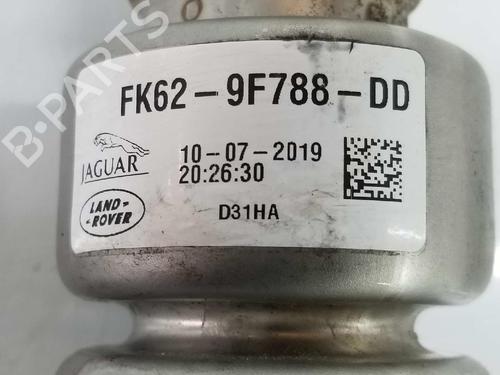 B-PARTS
FK62-9F788-DD
JAGUAR
10-07-2019
20:26:30
LAND-
-ROVER
D31HA